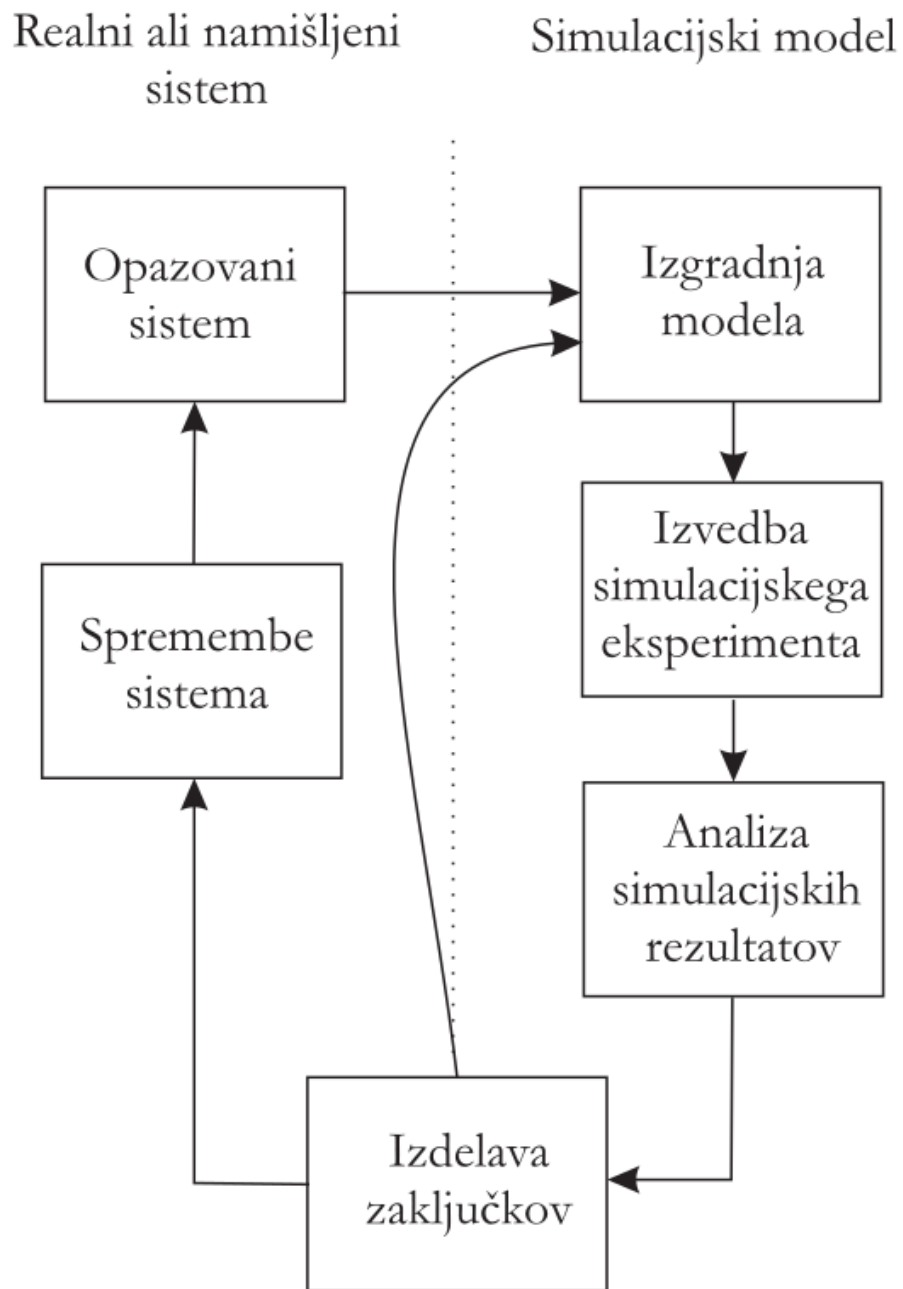 Realni ali namišljeni
sistem
Simulacijski model
Opazovani
sistem
Izgradnja
modela
Izvedba
simulacijskega
eksperimenta
Spremembe
sistema
Analiza
simulacijskih
rezultatov
Izdelava
zaključkov